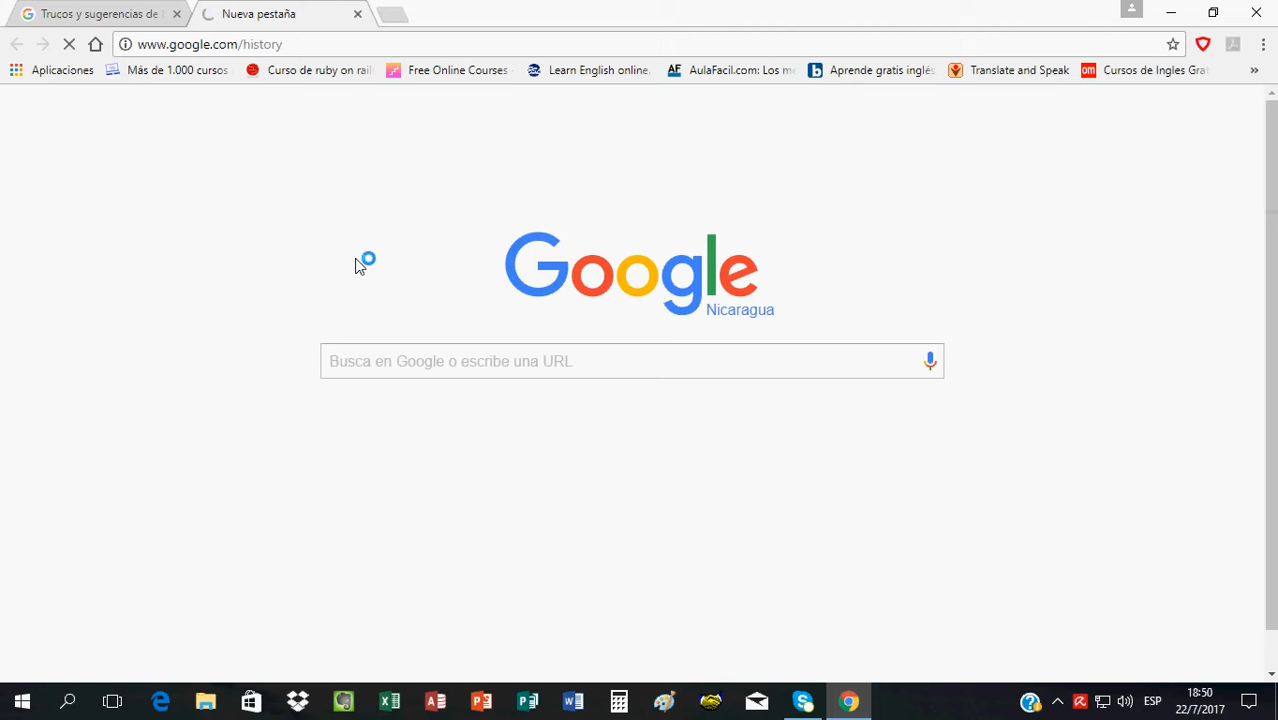 Trucos y sugerencias de
Nueva pestaña
www.google.com/history
Aplicaciones
Más de 1.000 cursos
Curso de ruby on rail
Free Online Courses
Learn English online
AulaFacil.com: Los m
Aprende gratis inglés
Translate and Speak
om
Cursos de Ingles Grat
Google
Nicaragua
Busca en Google o escribe una URL
ESP
18:50
22/7/2017